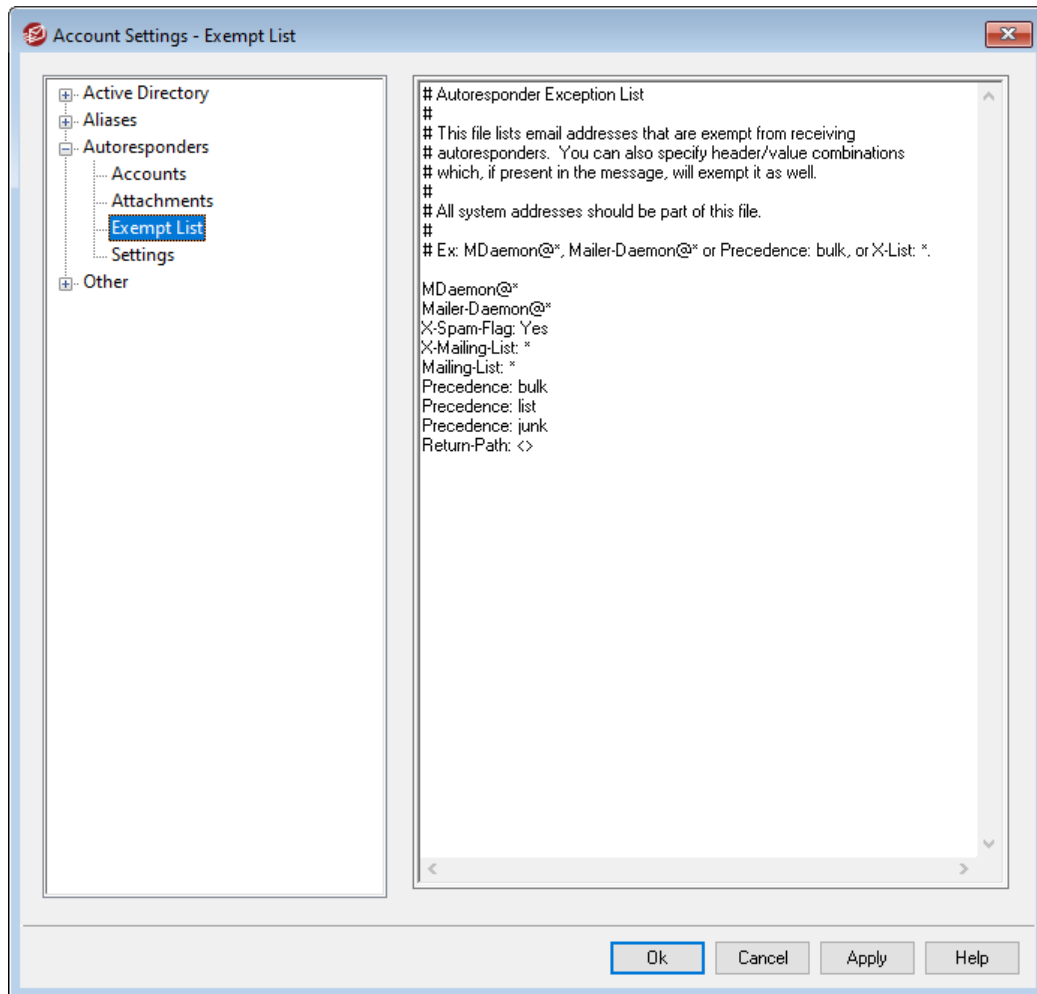 Account Settings - Exempt List
Active Directory
Aliases
Autoresponders
Accounts
Attachments
Exempt List
Settings
Other
# Autoresponder Exception List
#
# This file lists email addresses that are exempt from receiving
# autoresponders.  You can also specify header/value combinations
# which, if present in the message, will exempt it as well.
#
# All system addresses should be part of this file.
#
# Ex: MDaemon@*, Mailer-Daemon@* or Precedence: bulk, or X-List: *.
MDaemon@*
Mailer-Daemon@*
X-Spam-Flag: Yes
X-Mailing-List: *
Mailing-List: *
Precedence: bulk
Precedence: list
Precedence: junk
Return-Path: <>
Ok
Cancel
Apply
Help